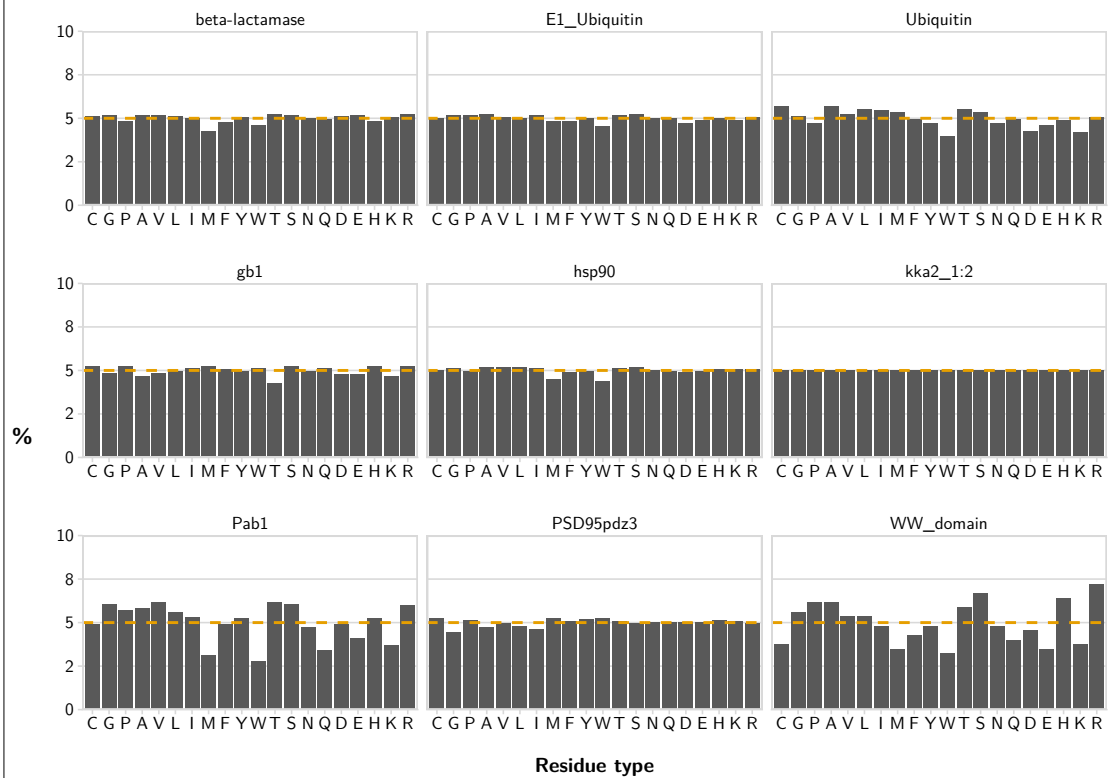 beta-lactamase E1_Ubiquitin Ubiquitin
10
8
5
2
0
C G P A V L I M F Y W T S N Q D E H K R C G P A V L I M F Y W T S N Q D E H K R C G P A V L I M F Y W T S N Q D E H K R
gb1 hsp90 kka2_1:2
10
8
5
2
0
%
C G P A V L I M F Y W T S N Q D E H K R C G P A V L I M F Y W T S N Q D E H K R C G P A V L I M F Y W T S N Q D E H K R
Pab1 PSD95pdz3 WW_domain
10
8
5
2
0
C G P A V L I M F Y W T S N Q D E H K R C G P A V L I M F Y W T S N Q D E H K R C G P A V L I M F Y W T S N Q D E H K R
Residue type